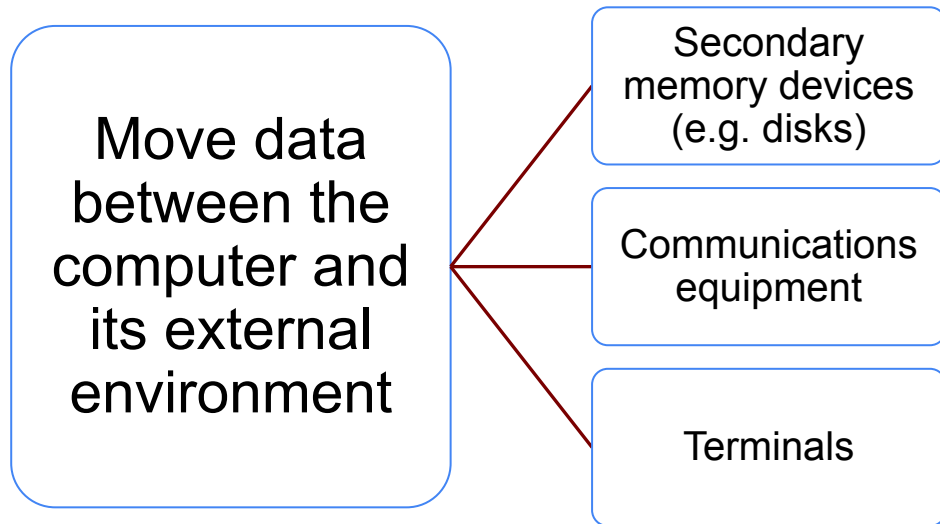 Move data
between the
computer and
its external
environment
Secondary
memory devices
(e.g. disks)
Communications
equipment
Terminals